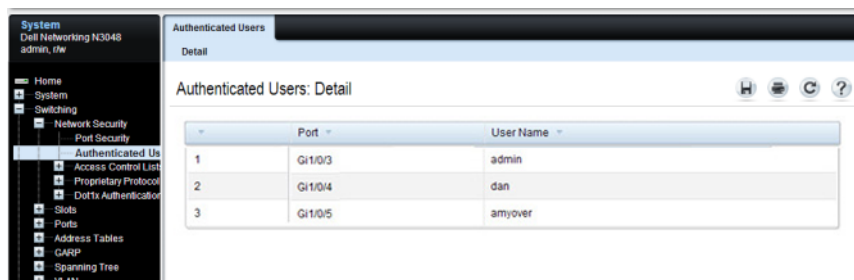 System
Dell Networking N3048
admin, r/w
Home
System
Switching
Network Security
Port Security
Authenticated Us
Access Control List
Proprietary Protocol
Dot1x Authentication
Slots
Ports
Address Tables
GARP
Spanning Tree
VLAN
Authenticated Users
Detail
Authenticated Users: Detail
Port User Name
1 Gi1/0/3 admin
2 Gi1/0/4 dan
3 Gi1/0/5 amyover